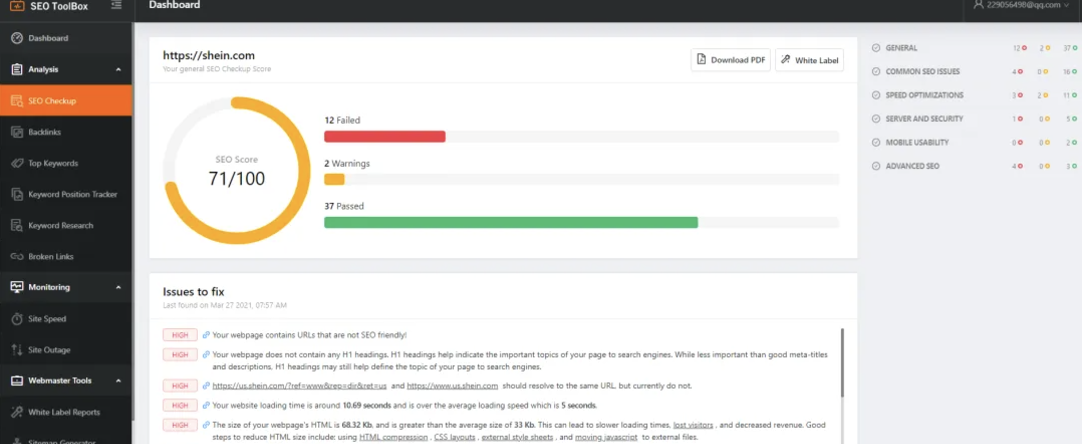 SEO ToolBox
Dashboard
229056498@qq.com
Dashboard
Analysis
SEO Checkup
Backlinks
Top Keywords
Keyword Position Tracker
Keyword Research
Broken Links
Monitoring
Site Speed
Site Outage
Webmaster Tools
White Label Reports
Sitemap Generator
https://shein.com
Your general SEO Checkup Score
Download PDF
White Label
SEO Score
71/100
12 Failed
2 Warnings
37 Passed
Issues to fix
Last found on Mar 27 2021, 07:57 AM
HIGH Your webpage contains URLs that are not SEO friendly!
HIGH Your webpage does not contain any H1 headings. H1 headings help indicate the important topics of your page to search engines. While less important than good meta-titles
and descriptions, H1 headings may still help define the topic of your page to search engines.
HIGH https://us.shein.com/?ref=www&rep=dir&ret=us and https://www.us.shein.com should resolve to the same URL, but currently do not.
HIGH Your website loading time is around 10.69 seconds and is over the average loading speed which is 5 seconds.
HIGH The size of your webpage's HTML is 68.32 Kb, and is greater than the average size of 33 Kb. This can lead to slower loading times, lost visitors , and decreased revenue. Good
steps to reduce HTML size include: using HTML compression , CSS layouts , external style sheets , and moving javascript to external files.
GENERAL 12 2 37
COMMON SEO ISSUES 4 0 16
SPEED OPTIMIZATIONS 3 2 11
SERVER AND SECURITY 1 0 5
MOBILE USABILITY 0 0 2
ADVANCED SEO 4 0 3